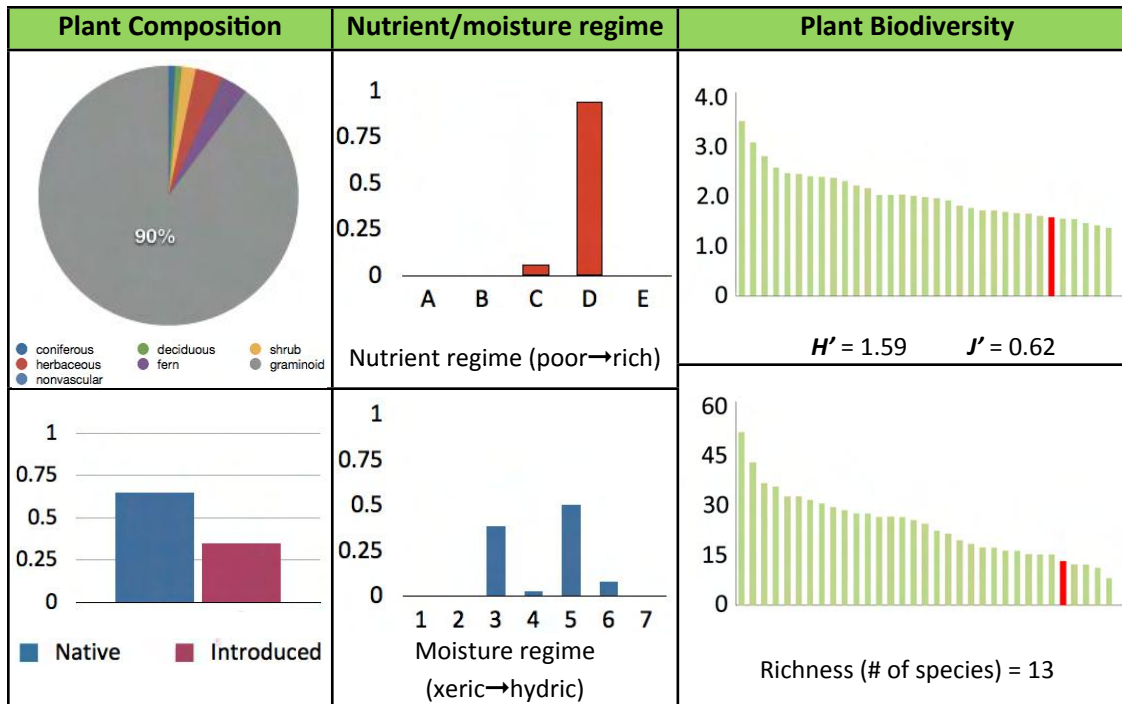 Plant Composition
Nutrient/moisture regime
Plant Biodiversity
90%
coniferous
deciduous
shrub
herbaceous
fern
graminoid
nonvascular
1
0.75
0.5
0.25
0
A B C D E
Nutrient regime (poor→rich)
4.0
3.0
2.0
1.0
0
H’ = 1.59 J’ = 0.62
1
0.75
0.5
0.25
0
Native Introduced
1
0.75
0.5
0.25
0
1 2 3 4 5 6 7
Moisture regime
(xeric→hydric)
60
45
30
15
0
Richness (# of species) = 13